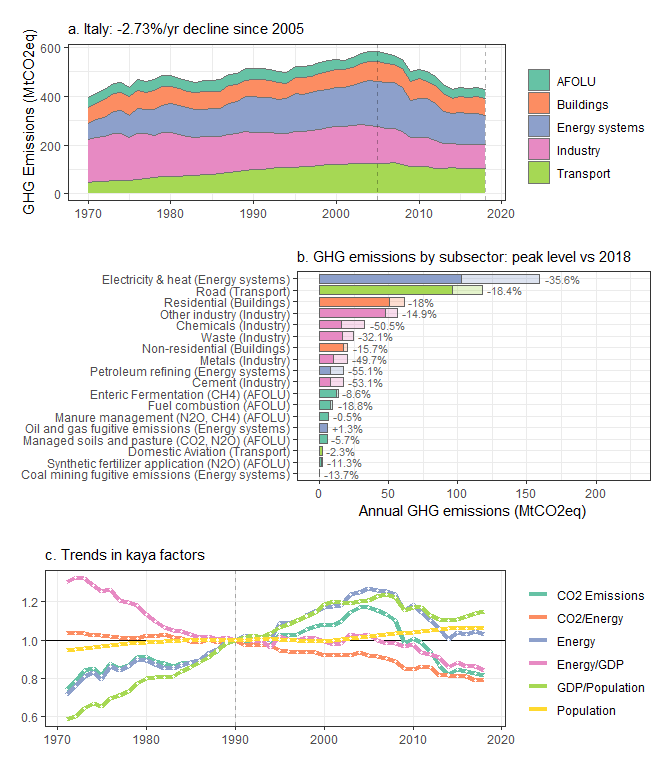 a. Italy: -2.73%/yr decline since 2005
GHG Emissions (MtCO2eq)
600
400
200
0
1970
1980
1990
2000
2010
2020
AFOLU
Buildings
Energy systems
Industry
Transport
b. GHG emissions by subsector: peak level vs 2018
Electricity & heat (Energy systems) -35.6%
Road (Transport) -18.4%
Residential (Buildings) -18%
Other industry (Industry) -14.9%
Chemicals (Industry) -50.5%
Waste (Industry) -32.1%
Non-residential (Buildings) -15.7%
Metals (Industry) -49.7%
Petroleum refining (Energy systems) -55.1%
Cement (Industry) -53.1%
Enteric Fermentation (CH4) (AFOLU) -8.6%
Fuel combustion (AFOLU) -18.8%
Manure management (N2O, CH4) (AFOLU) -0.5%
Oil and gas fugitive emissions (Energy systems) +1.3%
Managed soils and pasture (CO2, N2O) (AFOLU) -5.7%
Domestic Aviation (Transport) -2.3%
Synthetic fertilizer application (N2O) (AFOLU) -11.3%
Coal mining fugitive emissions (Energy systems) -13.7%
0
50
100
150
200
Annual GHG emissions (MtCO2eq)
c. Trends in kaya factors
1.2
1.0
0.8
0.6
1970
1980
1990
2000
2010
2020
CO2 Emissions
CO2/Energy
Energy
Energy/GDP
GDP/Population
Population